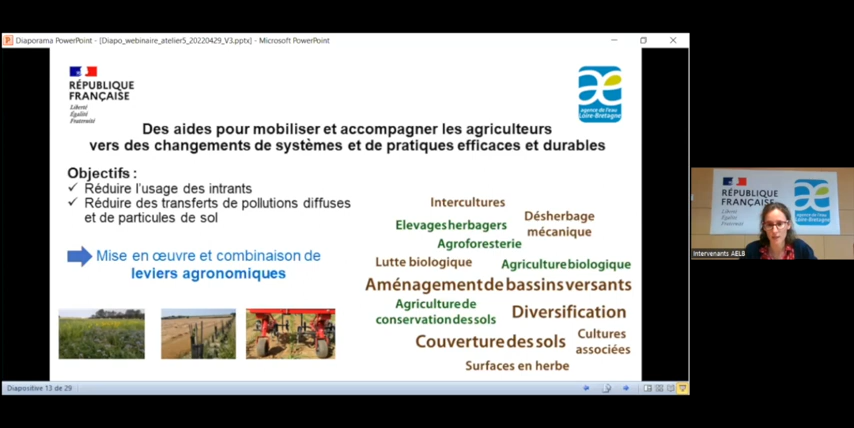 Diaporama PowerPoint - [Diapo_webinaire_atelier5_20220429_V3.pptx] - Microsoft PowerPoint
RÉPUBLIQUE
FRANÇAISE
Liberté
Égalité
Fraternité
agence de l'eau
Loire-Bretagne
Des aides pour mobiliser et accompagner les agriculteurs
vers des changements de systèmes et de pratiques efficaces et durables
Objectifs :
✓ Réduire l'usage des intrants
✓ Réduire des transferts de pollutions diffuses
et de particules de sol
Mise en œuvre et combinaison de
leviers agronomiques
Intercultures
Désherbage
mécanique
Elevages herbagers
Agroforesterie
Lutte biologique
Agriculture biologique
Aménagement de bassins versants
Agriculture de
conservation des sols
Diversification
Couverture des sols
Cultures
associées
Surfaces en herbe
Diapositive 13 de 29
RÉPUBLIQUE
FRANÇAISE
Liberté
Égalité
Fraternité
Intervenants AELB